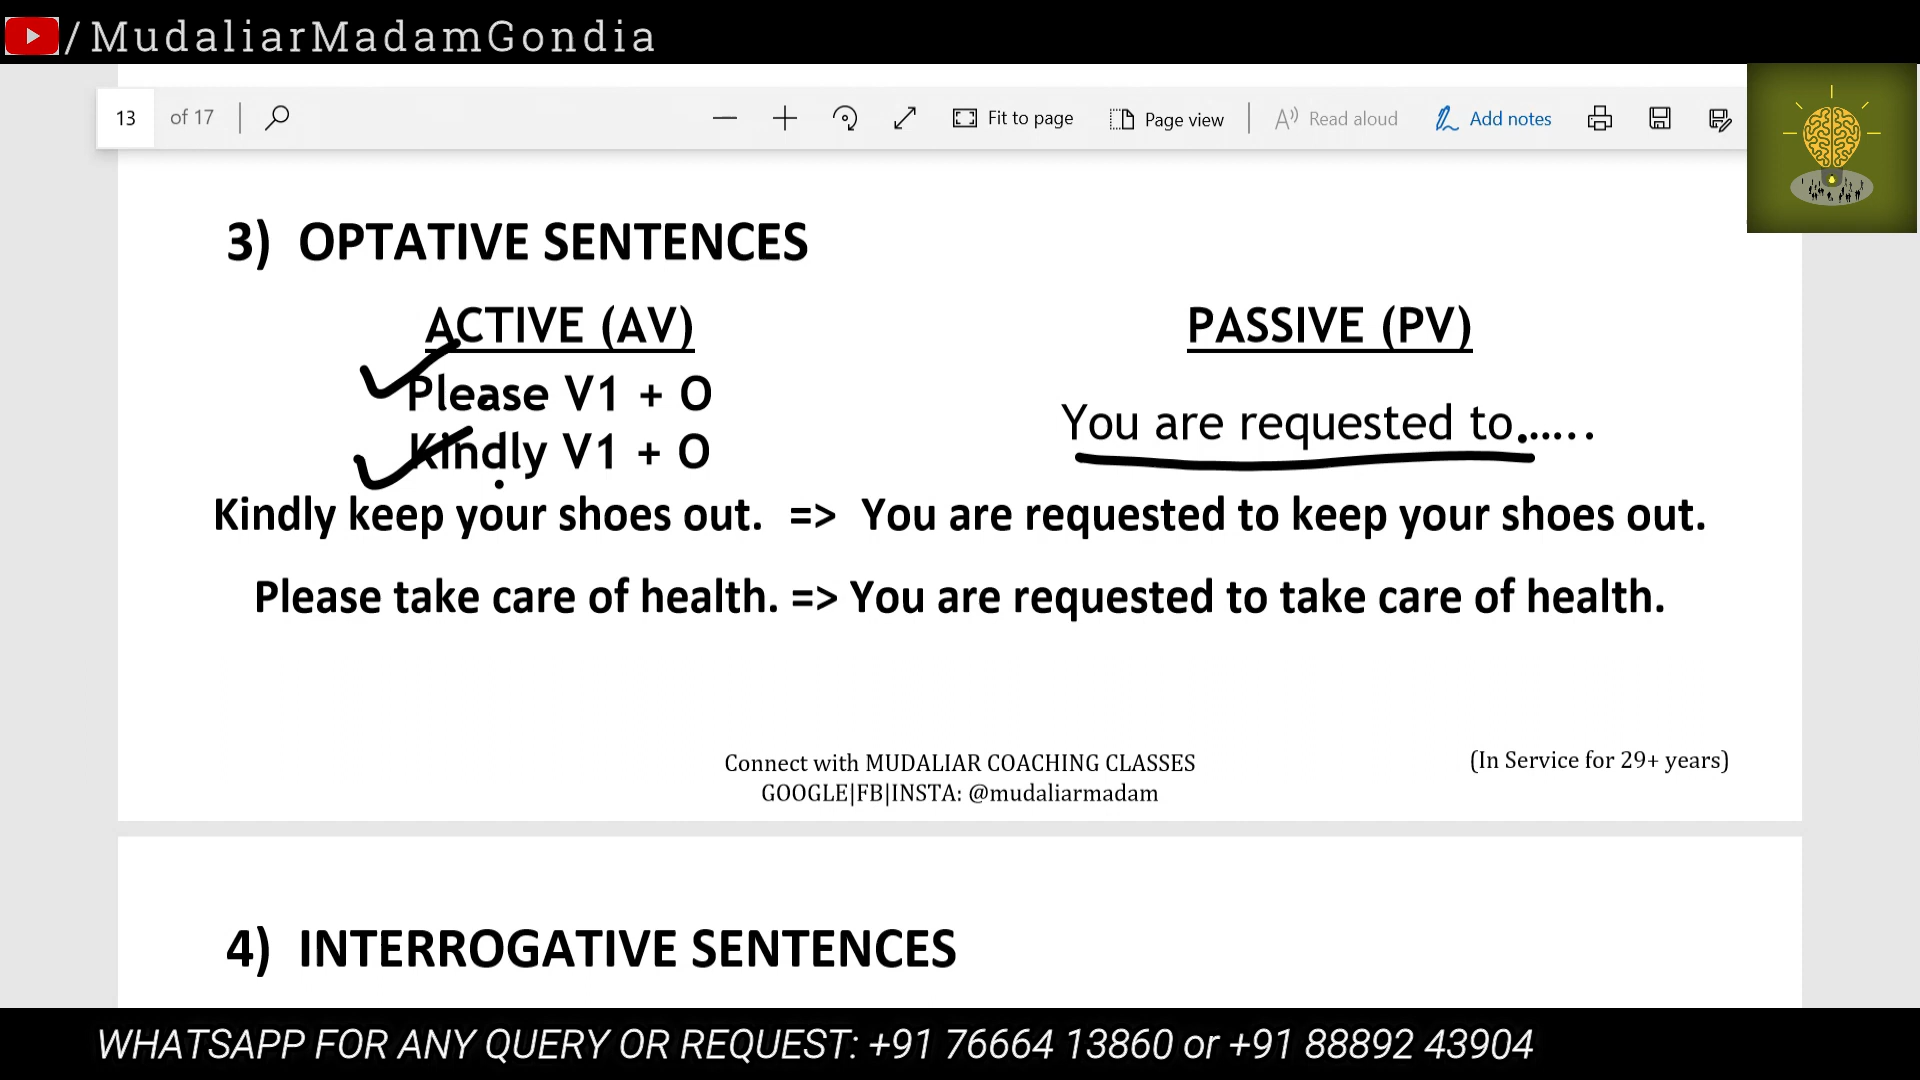 /MudaliarMadamGondia
13 of 17 Fit to page Page view Read aloud Add notes
3) OPTATIVE SENTENCES
ACTIVE (AV) PASSIVE (PV)
Please V1 + O
You are requested to......
Kindly V1 + O
Kindly keep your shoes out. => You are requested to keep your shoes out.
Please take care of health. => You are requested to take care of health.
Connect with MUDALIAR COACHING CLASSES (In Service for 29+ years)
GOOGLE|FB|INSTA: @mudaliarmadam
4) INTERROGATIVE SENTENCES
WHATSAPP FOR ANY QUERY OR REQUEST: +91 76664 13860 or +91 88892 43904